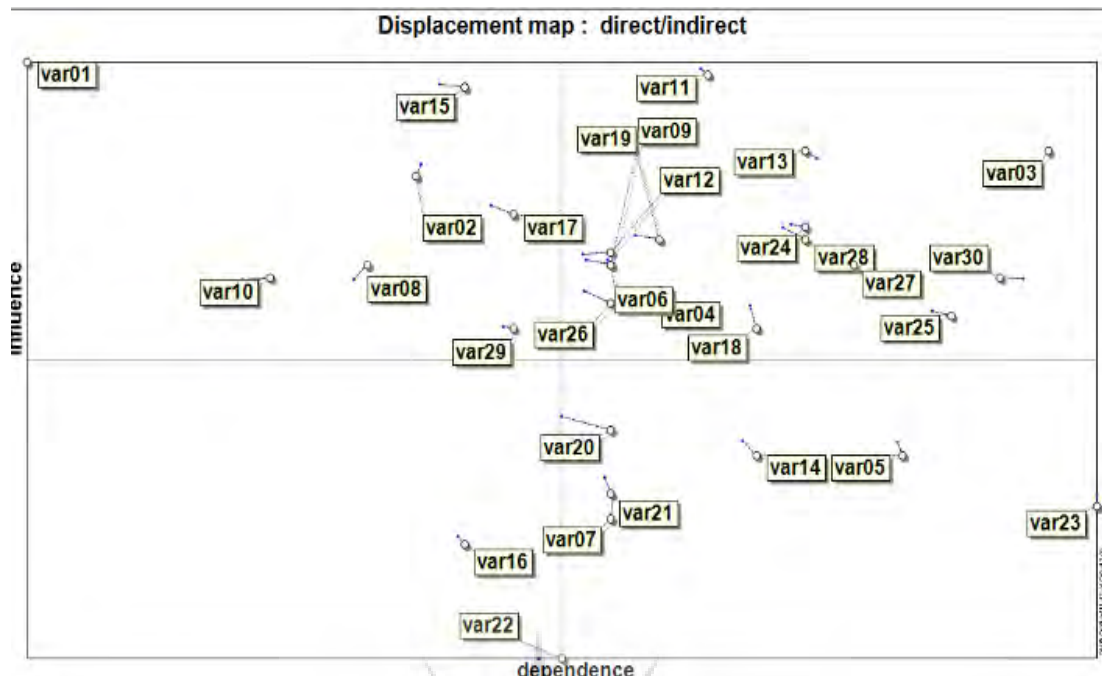 Displacement map : direct/indirect
var01
var15
var11
var19
var09
var13
var12
var03
var02
var17
var24
var28
var30
var10
var08
var27
var06
var04
var25
var26
var18
var29
var20
var14
var05
var21
var23
var07
var16
var22
dependence